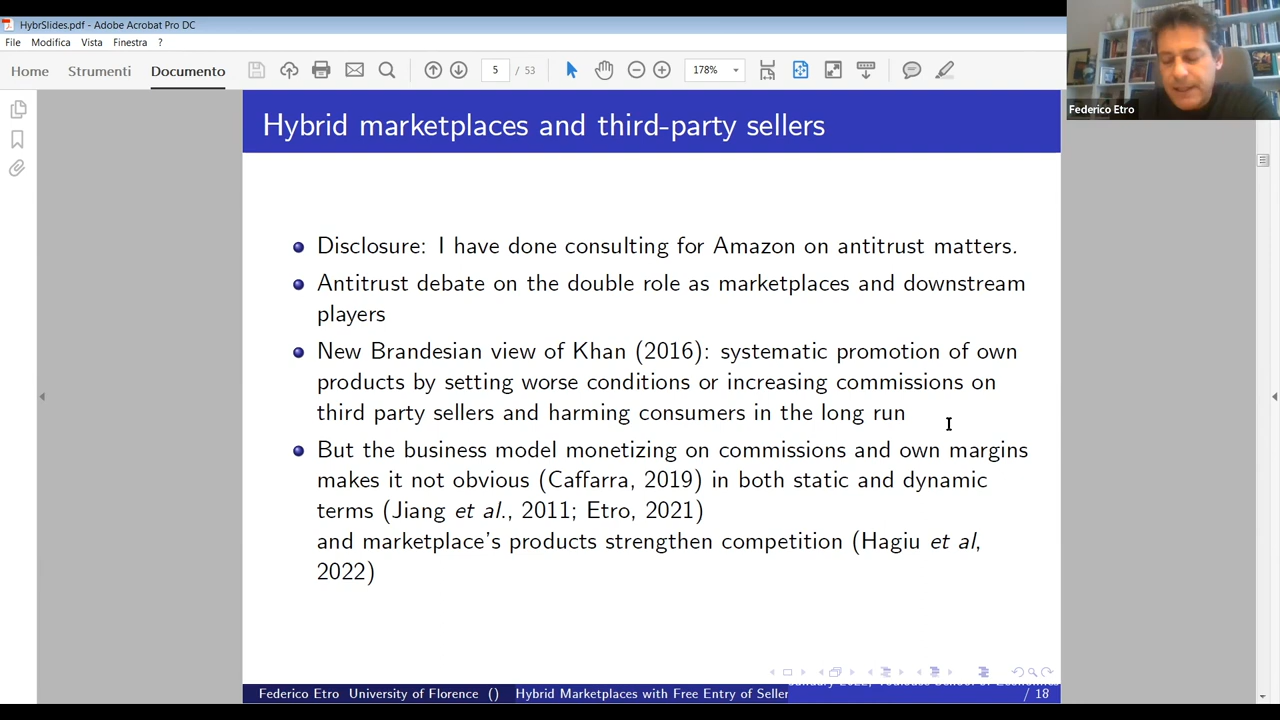 HybrSlides.pdf - Adobe Acrobat Pro DC
File Modifica Vista Finestra ?
Home Strumenti Documento 5 / 53 178%
Federico Etro
Hybrid marketplaces and third-party sellers
Disclosure: I have done consulting for Amazon on antitrust matters.
Antitrust debate on the double role as marketplaces and downstream
players
New Brandesian view of Khan (2016): systematic promotion of own
products by setting worse conditions or increasing commissions on
third party sellers and harming consumers in the long run
But the business model monetizing on commissions and own margins
makes it not obvious (Caffarra, 2019) in both static and dynamic
terms (Jiang et al., 2011; Etro, 2021)
and marketplace's products strengthen competition (Hagiu et al,
2022)
Federico Etro University of Florence () Hybrid Marketplaces with Free Entry of Seller
/ 18